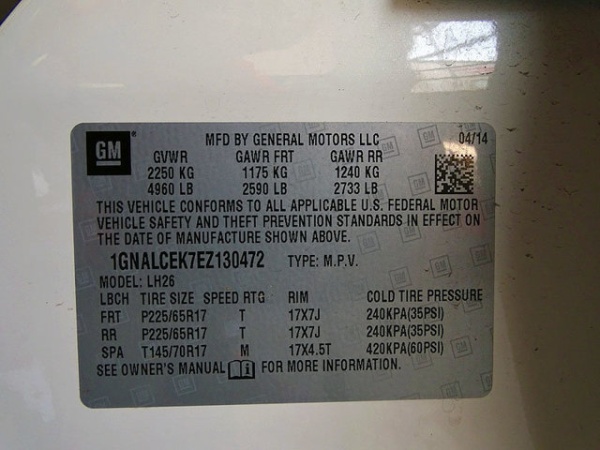 GM ® MFD BY GENERAL MOTORS LLC 04/14
GVWR GAWR FRT GAWR RR
2250 KG 1175 KG 1240 KG
4960 LB 2590 LB 2733 LB
THIS VEHICLE CONFORMS TO ALL APPLICABLE U.S. FEDERAL MOTOR
VEHICLE SAFETY AND THEFT PREVENTION STANDARDS IN EFFECT ON
THE DATE OF MANUFACTURE SHOWN ABOVE.
1GNALCEK7EZ130472 TYPE: M.P.V.
MODEL: LH26
LBCH TIRE SIZE SPEED RTG RIM COLD TIRE PRESSURE
FRT P225/65R17 T 17X7J 240KPA(35PSI)
RR P225/65R17 T 17X7J 240KPA(35PSI)
SPA T145/70R17 M 17X4.5T 420KPA(60PSI)
SEE OWNER'S MANUAL FOR MORE INFORMATION.